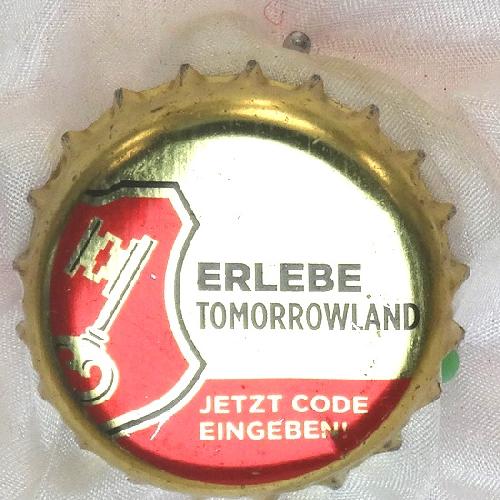 ERLEBE
TOMORROWLAND
JETZT CODE
EINGEBEN!